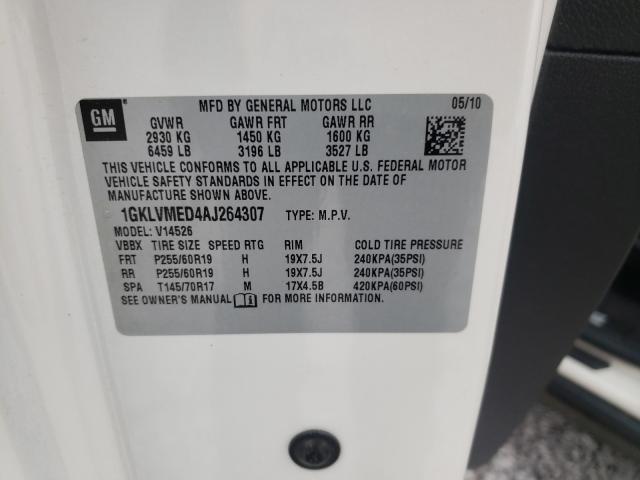 GM
MFD BY GENERAL MOTORS LLC 05/10
GVWR GAWR FRT GAWR RR
2930 KG 1450 KG 1600 KG
6459 LB 3196 LB 3527 LB
THIS VEHICLE CONFORMS TO ALL APPLICABLE U.S. FEDERAL MOTOR
VEHICLE SAFETY STANDARDS IN EFFECT ON THE DATE OF
MANUFACTURE SHOWN ABOVE.
1GKLVMED4AJ264307 TYPE: M.P.V.
MODEL: V14526
VBBX TIRE SIZE SPEED RTG RIM COLD TIRE PRESSURE
FRT P255/60R19 H 19X7.5J 240KPA(35PSI)
RR P255/60R19 H 19X7.5J 240KPA(35PSI)
SPA T145/70R17 M 17X4.5B 420KPA(60PSI)
SEE OWNER'S MANUAL FOR MORE INFORMATION.